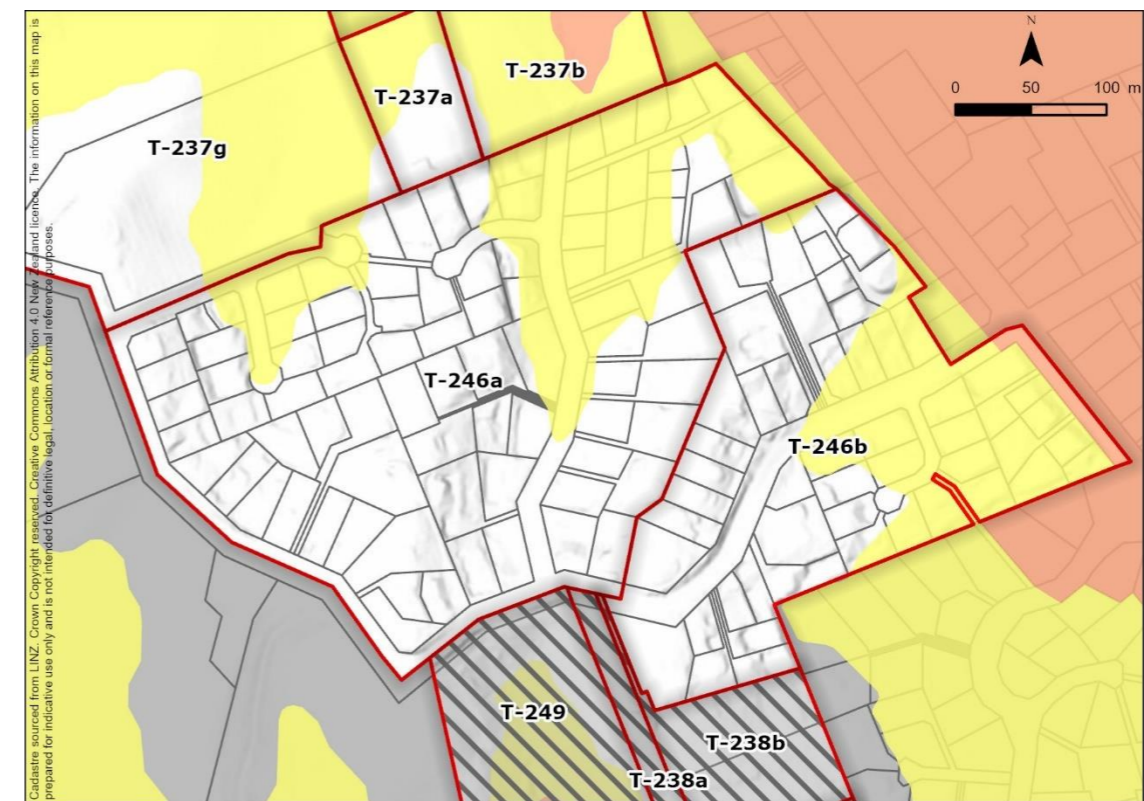 Cadastre sourced from LINZ. Crown Copyright reserved. Creative Commons Attribution 4.0 New Zealand licence. The information on this map is
prepared for indicative use only and is not intended for definitive legal, location or formal reference purposes.
N
0 50 100 m
T-237b
T-237a
T-237g
T-246a
T-246b
T-249
T-238b
T-238a